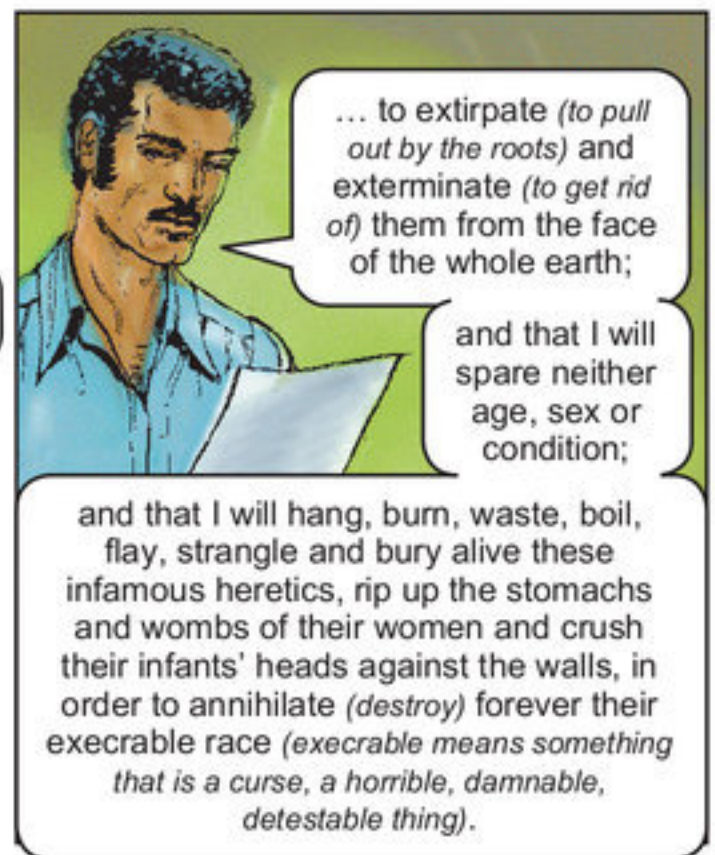 ... to extirpate (to pull
out by the roots) and
exterminate (to get rid
of) them from the face
of the whole earth;
and that I will
spare neither
age, sex or
condition;
and that I will hang, burn, waste, boil,
flay, strangle and bury alive these
infamous heretics, rip up the stomachs
and wombs of their women and crush
their infants' heads against the walls, in
order to annihilate (destroy) forever their
execrable race (execrable means something
that is a curse, a horrible, damnable,
detestable thing).